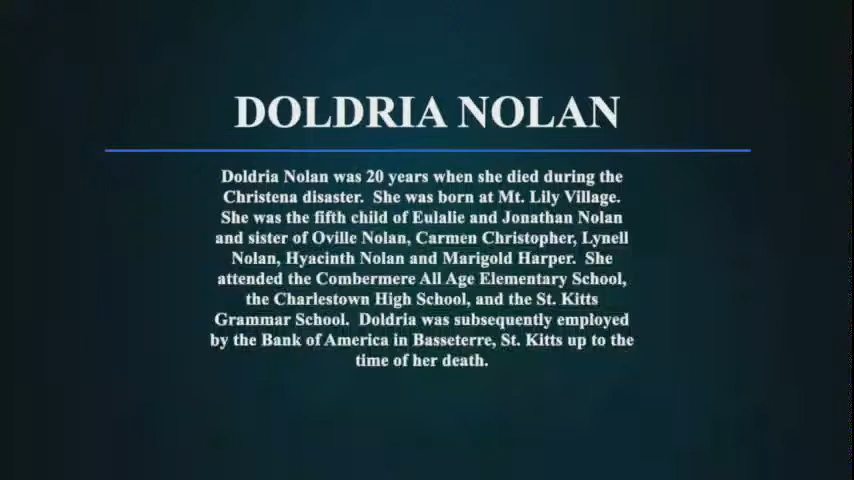 DOLDRIA NOLAN
Doldria Nolan was 20 years when she died during the
Christena disaster.  She was born at Mt. Lily Village.
She was the fifth child of Eulalie and Jonathan Nolan
and sister of Oville Nolan, Carmen Christopher, Lynell
Nolan, Hyacinth Nolan and Marigold Harper.  She
attended the Combermere All Age Elementary School,
the Charlestown High School, and the St. Kitts
Grammar School.  Doldria was subsequently employed
by the Bank of America in Basseterre, St. Kitts up to the
time of her death.